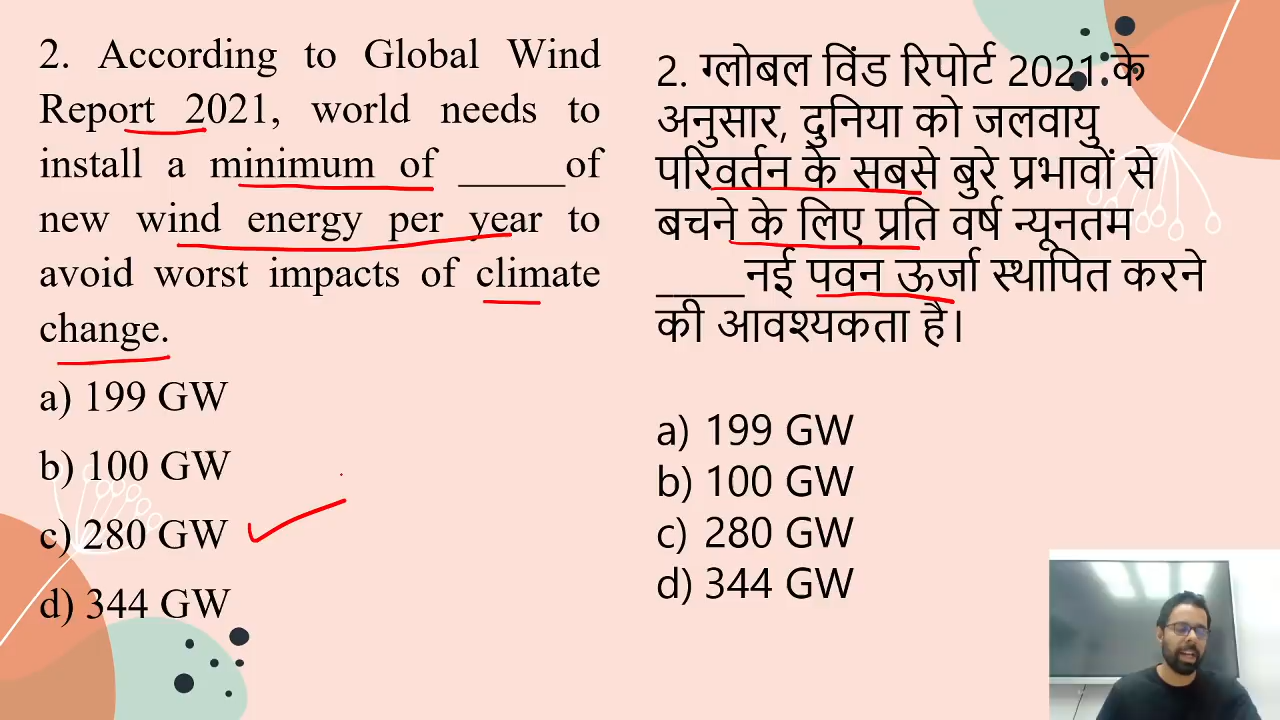 2. According to Global Wind
Report 2021, world needs to
install a minimum of _____of
new wind energy per year to
avoid worst impacts of climate
change.
a) 199 GW
b) 100 GW
c) 280 GW
d) 344 GW
2. ग्लोबल विंड रिपोर्ट 2021 के
अनुसार, दुनिया को जलवायु
परिवर्तन के सबसे बुरे प्रभावों से
बचने के लिए प्रति वर्ष न्यूनतम
____नई पवन ऊर्जा स्थापित करने
की आवश्यकता है।
a) 199 GW
b) 100 GW
c) 280 GW
d) 344 GW